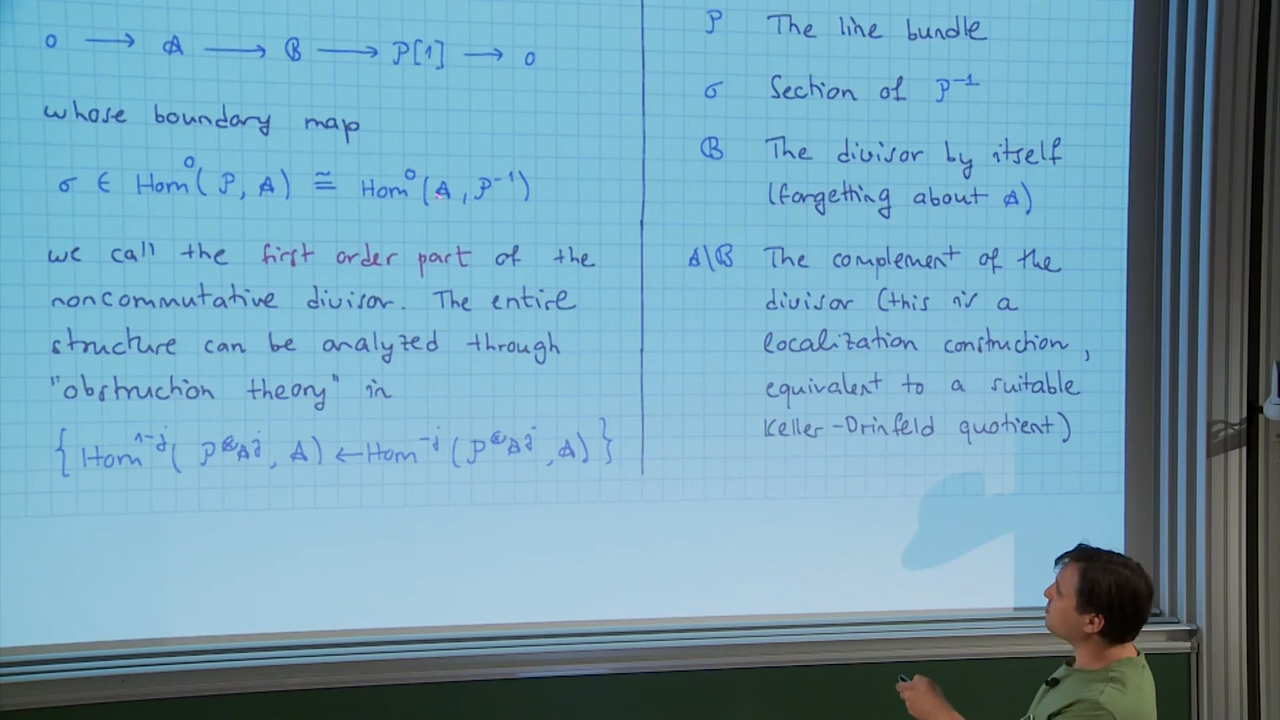 0 → A → B → P[1] → 0
whose boundary map
σ ∈ Hom⁰(P, A) ≅ Hom⁰(A, P⁻¹)
we call the first order part of the
noncommutative divisor. The entire
structure can be analyzed through
"obstruction theory" in
{Hom^{1-j}(P^{⊗_A j}, A) ← Hom^{-j}(P^{⊗_A j}, A)}
P The line bundle
σ Section of P⁻¹
B The divisor by itself
(forgetting about A)
A\B The complement of the
divisor (this is a
localization construction,
equivalent to a suitable
Keller-Drinfeld quotient)